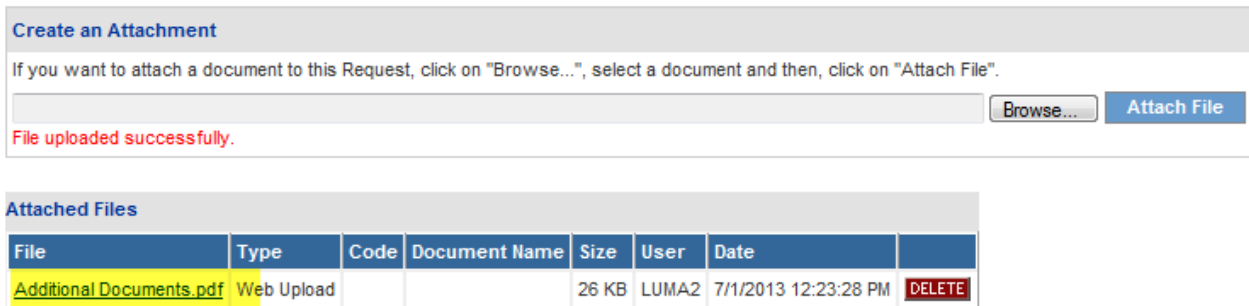 Create an Attachment
If you want to attach a document to this Request, click on "Browse...", select a document and then, click on "Attach File".
Browse... Attach File
File uploaded successfully.
Attached Files
File Type Code Document Name Size User Date
Additional Documents.pdf Web Upload 26 KB LUMA2 7/1/2013 12:23:28 PM DELETE